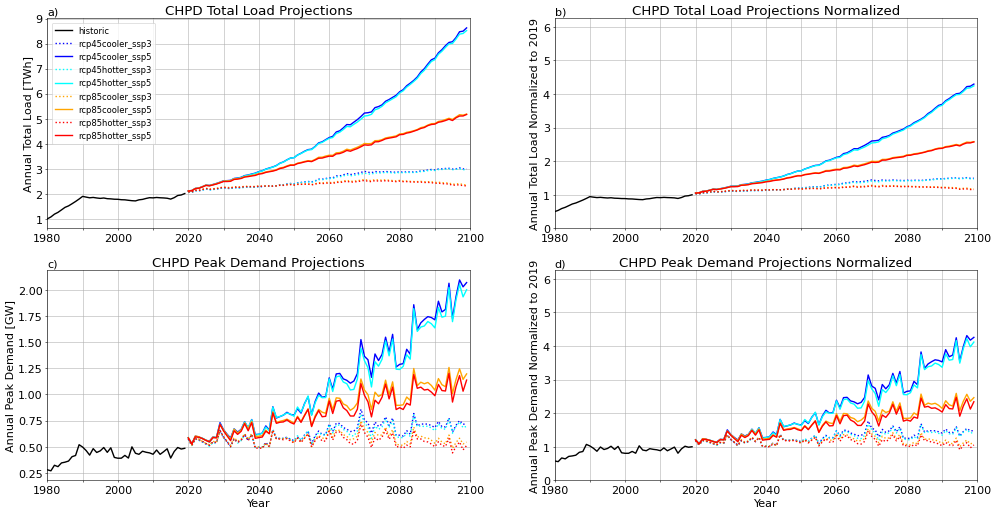 a)
CHPD Total Load Projections
Annual Total Load [TWh]
9
8
7
6
5
4
3
2
1
historic
rcp45cooler_ssp3
rcp45cooler_ssp5
rcp45hotter_ssp3
rcp45hotter_ssp5
rcp85cooler_ssp3
rcp85cooler_ssp5
rcp85hotter_ssp3
rcp85hotter_ssp5
1980 2000 2020 2040 2060 2080 2100
b)
CHPD Total Load Projections Normalized
Annual Total Load Normalized to 2019
6
5
4
3
2
1
0
1980 2000 2020 2040 2060 2080 2100
c)
CHPD Peak Demand Projections
Annual Peak Demand [GW]
2.00
1.75
1.50
1.25
1.00
0.75
0.50
0.25
1980 2000 2020 2040 2060 2080 2100
Year
d)
CHPD Peak Demand Projections Normalized
Annual Peak Demand Normalized to 2019
6
5
4
3
2
1
0
1980 2000 2020 2040 2060 2080 2100
Year